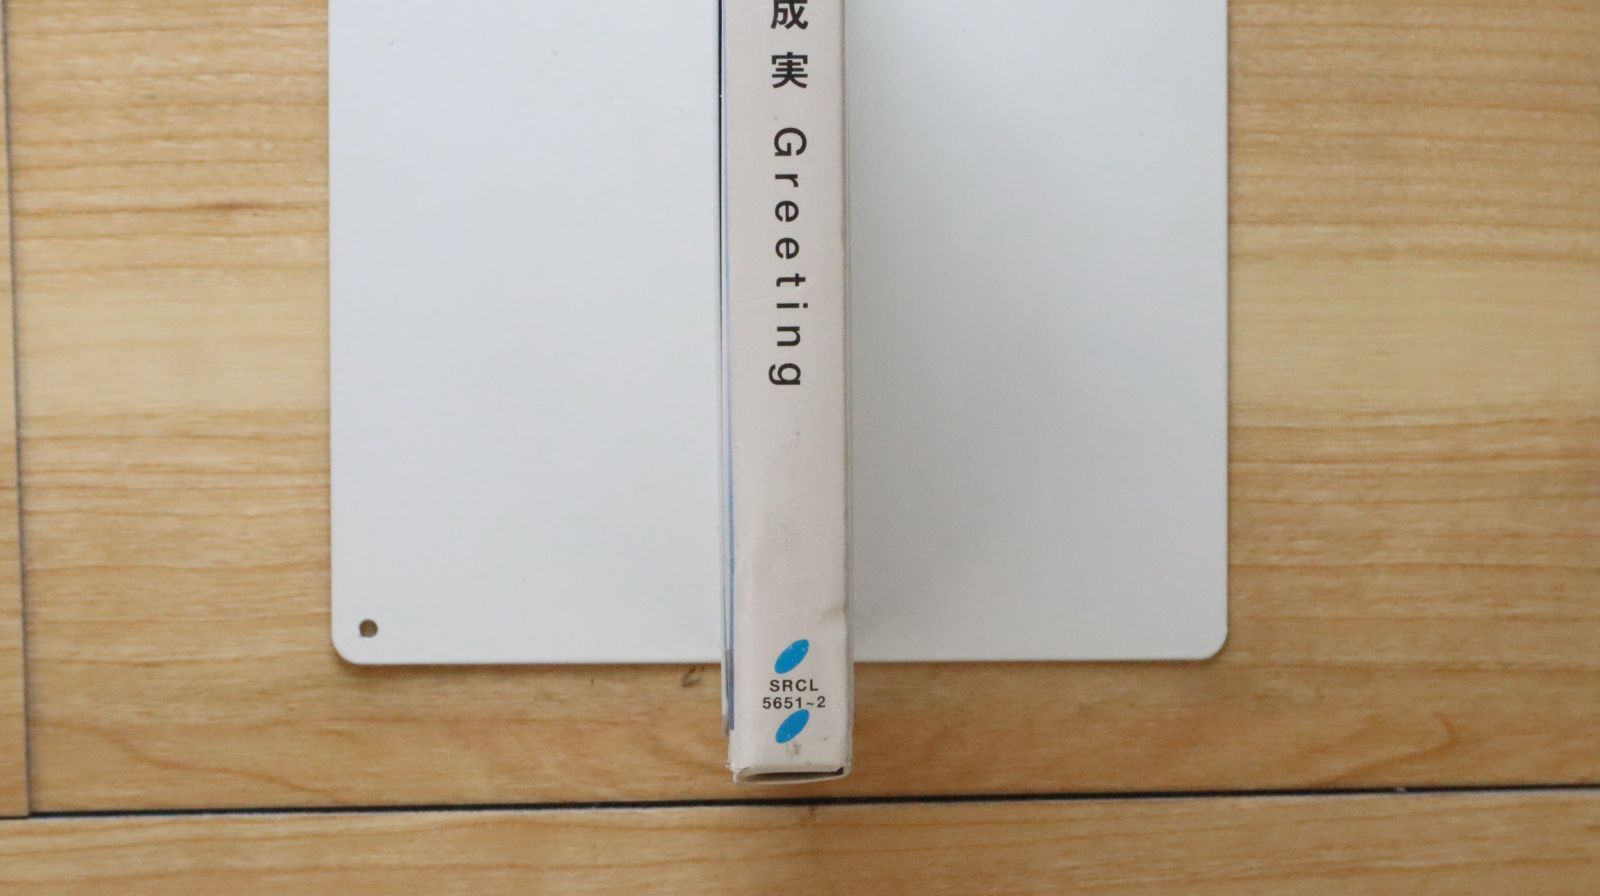 成実 Greeting
SRCL
5651~2